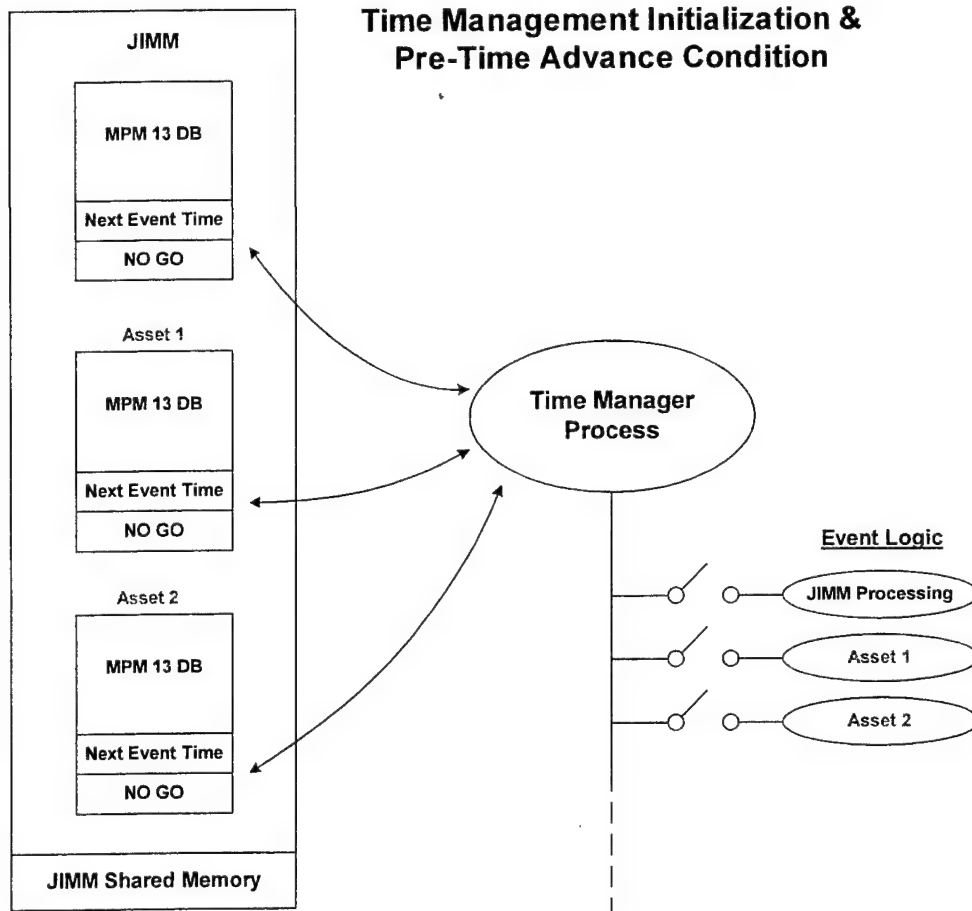 Time Management Initialization &
Pre-Time Advance Condition
JIMM
MPM 13 DB
Next Event Time
NO GO
Asset 1
MPM 13 DB
Next Event Time
NO GO
Asset 2
MPM 13 DB
Next Event Time
NO GO
JIMM Shared Memory
Time Manager
Process
Event Logic
JIMM Processing
Asset 1
Asset 2